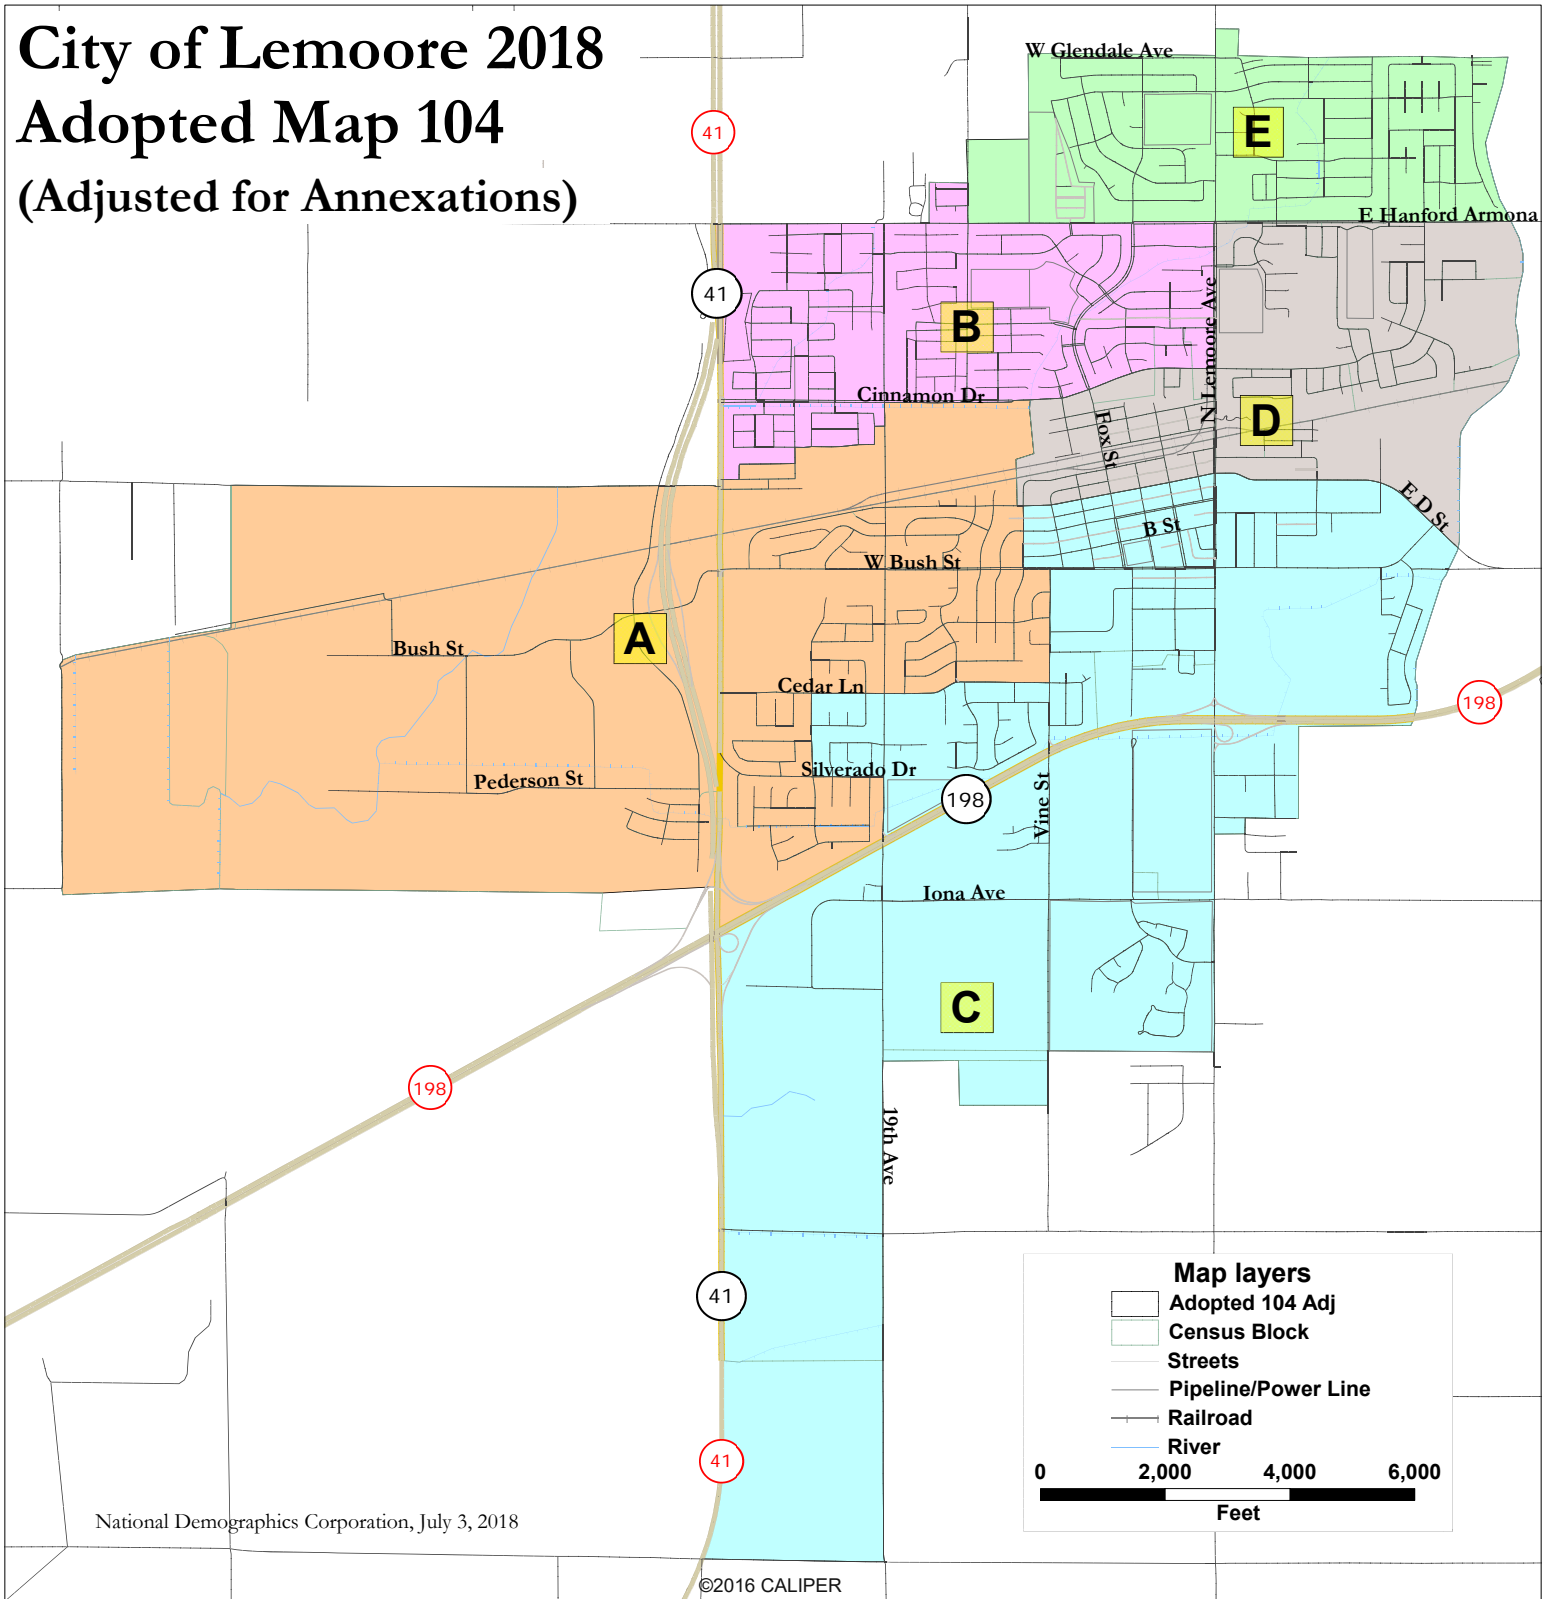 City of Lemoore 2018
Adopted Map 104
(Adjusted for Annexations)
W Glendale Ave
41
E
E Hanford Armona
41
B
N Lemoore Ave
Cinnamon Dr
Fox St
D
E D St
B St
W Bush St
A
Bush St
Cedar Ln
198
Silverado Dr
Pederson St
198
Vine St
Iona Ave
C
198
19th Ave
41
41
Map layers
Adopted 104 Adj
Census Block
Streets
Pipeline/Power Line
Railroad
River
0 2,000 4,000 6,000
Feet
National Demographics Corporation, July 3, 2018
©2016 CALIPER